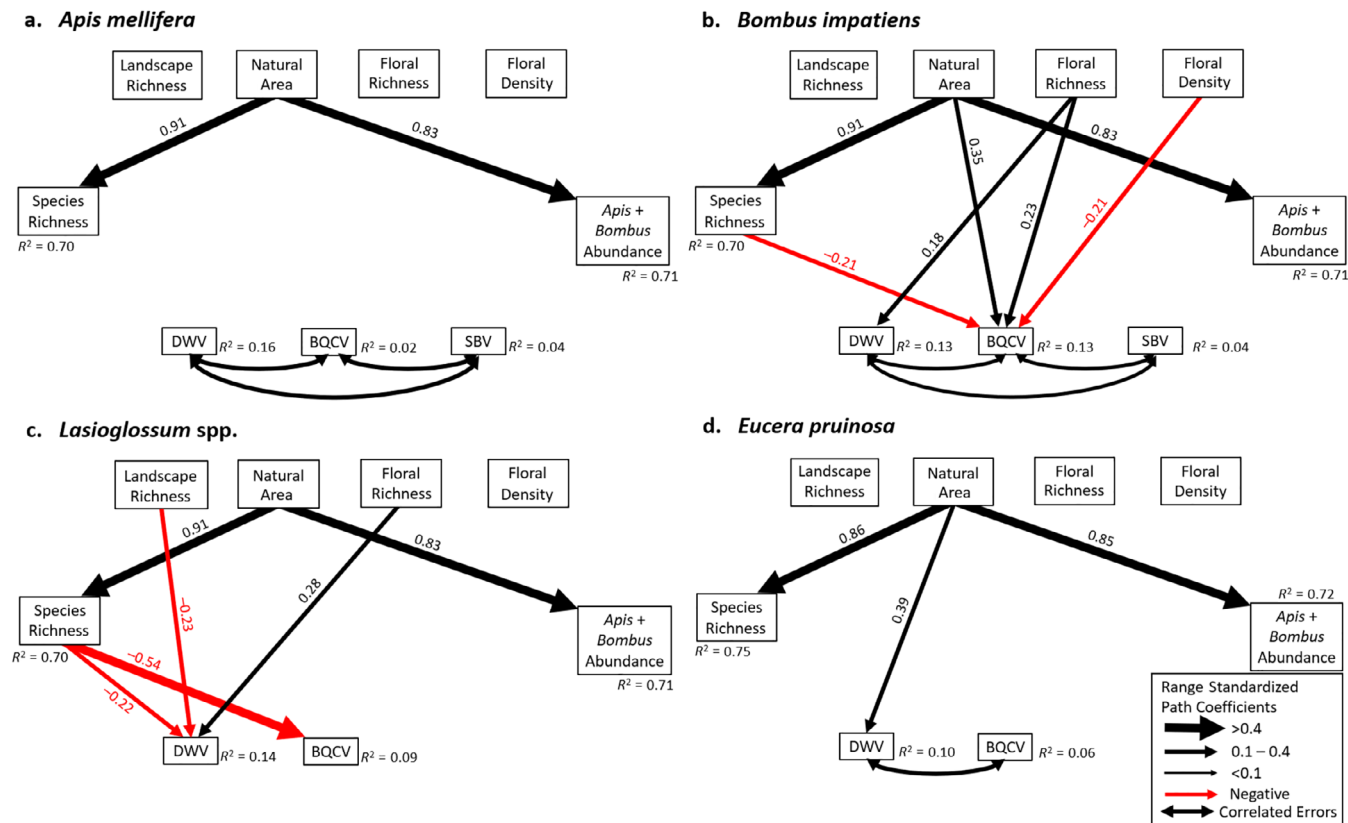 a. Apis mellifera
Landscape
Richness
Natural
Area
Floral
Richness
Floral
Density
0.91
0.83
Species
Richness
R² = 0.70
Apis +
Bombus
Abundance
R² = 0.71
DWV
R² = 0.16
BQCV
R² = 0.02
SBV
R² = 0.04
b. Bombus impatiens
Landscape
Richness
Natural
Area
Floral
Richness
Floral
Density
0.91
0.35
0.83
0.18
0.23
−0.21
Species
Richness
R² = 0.70
−0.21
Apis +
Bombus
Abundance
R² = 0.71
DWV
R² = 0.13
BQCV
R² = 0.13
SBV
R² = 0.04
c. Lasioglossum spp.
Landscape
Richness
Natural
Area
Floral
Richness
Floral
Density
0.91
0.83
−0.23
0.28
Species
Richness
R² = 0.70
−0.54
−0.22
Apis +
Bombus
Abundance
R² = 0.71
DWV
R² = 0.14
BQCV
R² = 0.09
d. Eucera pruinosa
Landscape
Richness
Natural
Area
Floral
Richness
Floral
Density
0.86
0.85
0.39
Species
Richness
R² = 0.75
R² = 0.72
Apis +
Bombus
Abundance
DWV
R² = 0.10
BQCV
R² = 0.06
Range Standardized
Path Coefficients
>0.4
0.1 – 0.4
<0.1
Negative
Correlated Errors